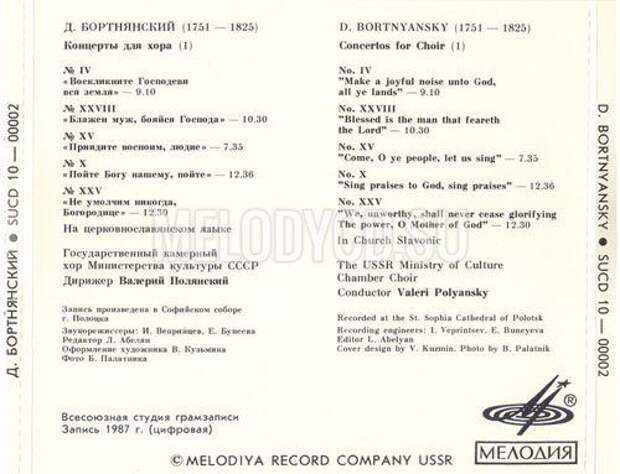 Д. БОРТНЯНСКИЙ (1751 — 1825)
Концерты для хора (1)
№ IV
«Воскликните Господеви
вся земля» — 9.10
№ XXVIII
«Блажен муж, бояйся Господа» — 10.30
№ XV
«Приидите воспоим, людие» — 7.35
№ X
«Пойте Богу нашему, пойте» — 12.36
№ XXV
«Не умолчим никогда,
Богородице» — 12.30
На церковнославянском языке
Государственный камерный
хор Министерства культуры СССР
Дирижер Валерий Полянский
Запись произведена в Софийском соборе
г. Полоцка
Звукорежиссеры: И. Вепринцев, Е. Бунеева
Редактор Л. Абелян
Оформление художника В. Кузьмина
Фото Б. Палатника
Всесоюзная студия грамзаписи
Запись 1987 г. (цифровая)
D. BORTNYANSKY (1751 — 1825)
Concertos for Choir (1)
No. IV
"Make a joyful noise unto God,
all ye lands" — 9.10
No. XXVIII
"Blessed is the man that feareth
the Lord" — 10.30
No. XV
"Come, O ye people, let us sing" — 7.35
No. X
"Sing praises to God, sing praises" — 12.36
No. XXV
"We, unworthy, shall never cease glorifying
The power, O Mother of God" — 12.30
In Church Slavonic
The USSR Ministry of Culture
Chamber Choir
Conductor Valeri Polyansky
Recorded at the St. Sophia Cathedral of Polotsk
Recording engineers: I. Veprintsev, E. Buneyeva
Editor L. Abelyan
Cover design by V. Kuzmin. Photo by B. Palatnik
®
МЕЛОДИЯ
© MELODIYA RECORD COMPANY USSR
Д. БОРТНЯНСКИЙ ● SUCD 10 — 00002
D. BORTNYANSKY ● SUCD 10 — 00002
MELODYCD.SU